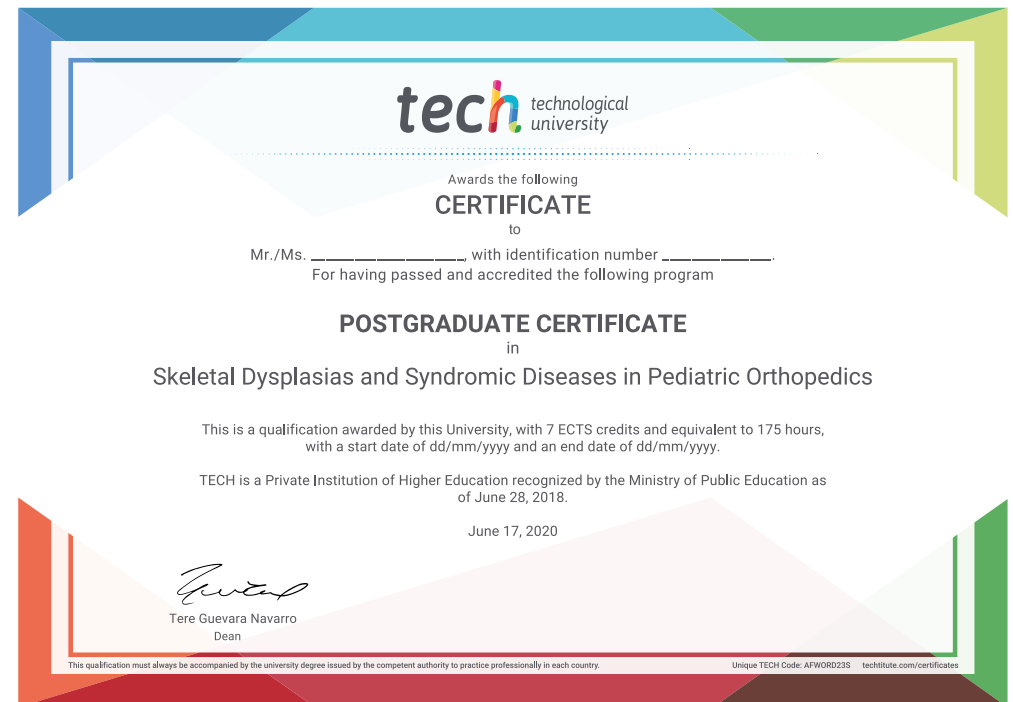 tech technological
university
Awards the following
CERTIFICATE
to
Mr./Ms. ____________________, with identification number ______________.
For having passed and accredited the following program
POSTGRADUATE CERTIFICATE
in
Skeletal Dysplasias and Syndromic Diseases in Pediatric Orthopedics
This is a qualification awarded by this University, with 7 ECTS credits and equivalent to 175 hours,
with a start date of dd/mm/yyyy and an end date of dd/mm/yyyy.
TECH is a Private Institution of Higher Education recognized by the Ministry of Public Education as
of June 28, 2018.
June 17, 2020
Tere Guevara Navarro
Dean
This qualification must always be accompanied by the university degree issued by the competent authority to practice professionally in each country. Unique TECH Code: AFWORD23S techtitute.com/certificates